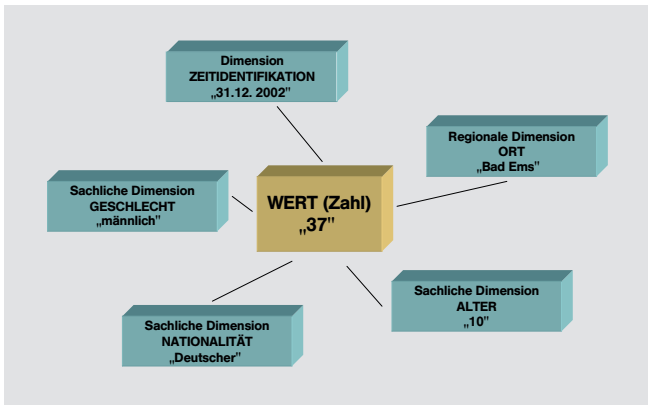 Dimension
ZEITIDENTIFIKATION
„31.12. 2002"
Regionale Dimension
ORT
„Bad Ems"
Sachliche Dimension
GESCHLECHT
„männlich"
WERT (Zahl)
„37"
Sachliche Dimension
ALTER
„10"
Sachliche Dimension
NATIONALITÄT
„Deutscher"